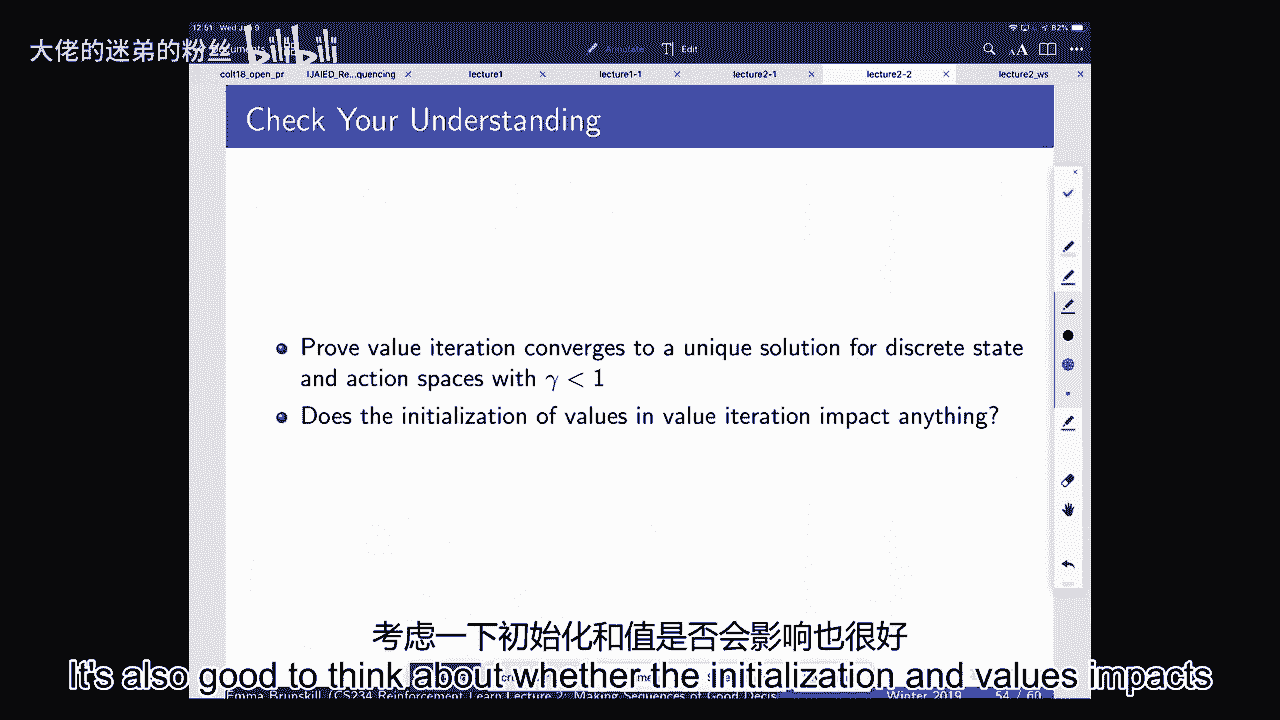 12:51 Wed
82%
大佬的迷弟的粉丝 bilibili
Annotate
Edit
AA
colt18_open_pr
IJAIED_Re...quencing
lecture1
lecture1-1
lecture2-1
lecture2-2
lecture2_ws
Check Your Understanding
Prove value iteration converges to a unique solution for discrete state
and action spaces with γ < 1
Does the initialization of values in value iteration impact anything?
考虑一下初始化和值是否会影响也很好
It's also good to think about whether the initialization and values impacts
Emma Brunskill (CS234 Reinforcement Learn Lecture 2: Making Sequences of Good Decis
Winter 2019
54 / 60